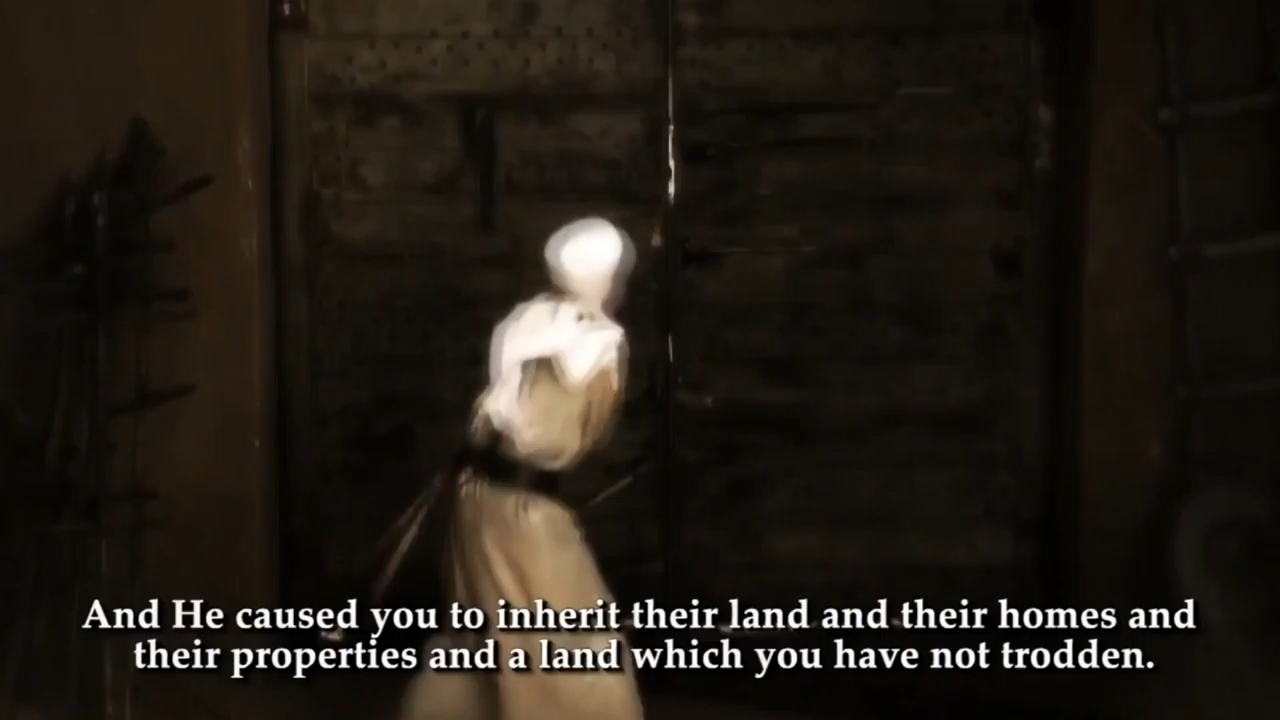 And He caused you to inherit their land and their homes and
their properties and a land which you have not trodden.